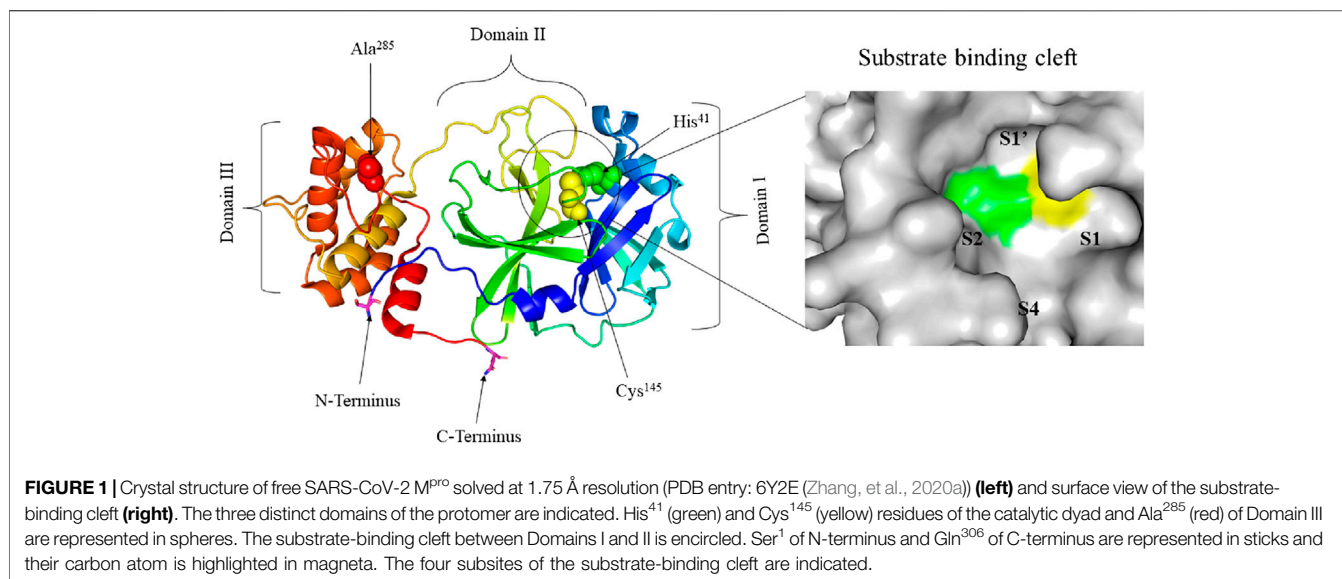 Ala285
Domain II
Substrate binding cleft
His41
S1’
Domain III
Domain I
S2
S1
S4
N-Terminus
Cys145
C-Terminus
FIGURE 1 | Crystal structure of free SARS-CoV-2 Mpro solved at 1.75 Å resolution (PDB entry: 6Y2E (Zhang, et al., 2020a)) (left) and surface view of the substrate-
binding cleft (right). The three distinct domains of the protomer are indicated. His41 (green) and Cys145 (yellow) residues of the catalytic dyad and Ala285 (red) of Domain III
are represented in spheres. The substrate-binding cleft between Domains I and II is encircled. Ser1 of N-terminus and Gln306 of C-terminus are represented in sticks and
their carbon atom is highlighted in magneta. The four subsites of the substrate-binding cleft are indicated.